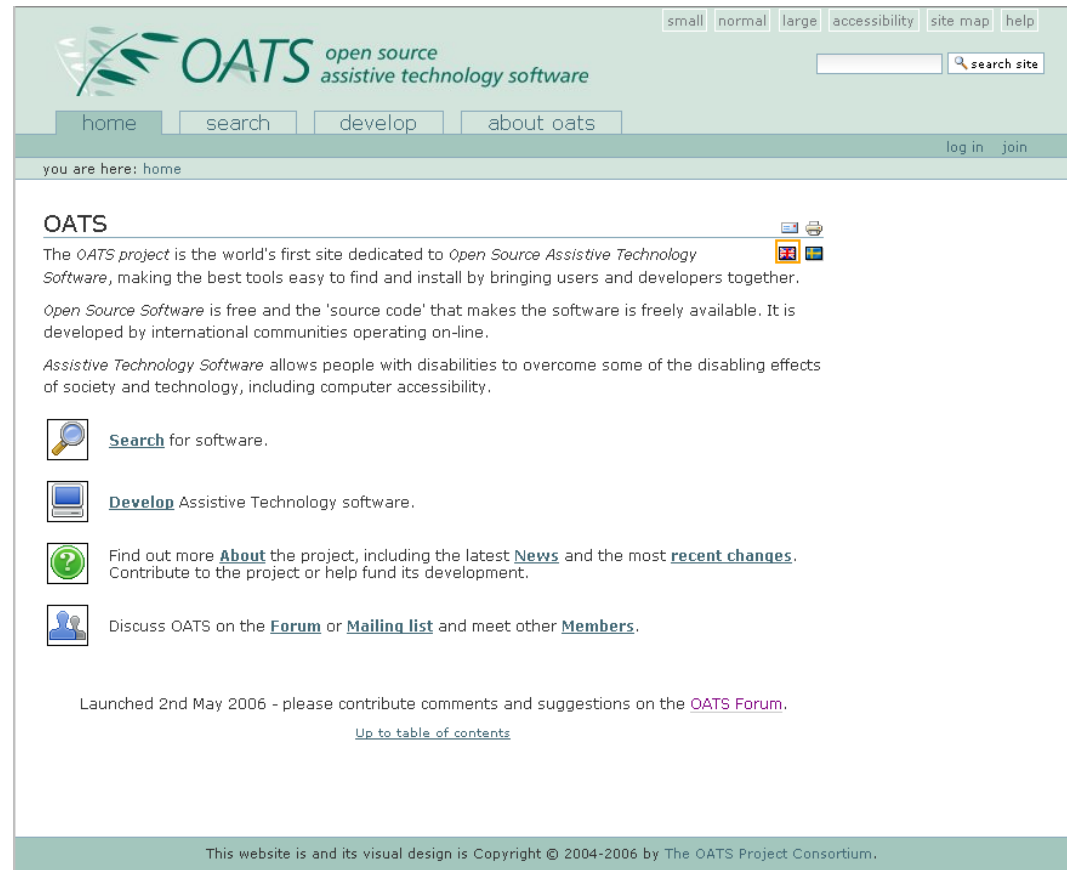 small normal large accessibility site map help
OATS open source
assistive technology software
search site
home search develop about oats
log in join
you are here: home
OATS
The OATS project is the world's first site dedicated to Open Source Assistive Technology
Software, making the best tools easy to find and install by bringing users and developers together.
Open Source Software is free and the 'source code' that makes the software is freely available. It is
developed by international communities operating on-line.
Assistive Technology Software allows people with disabilities to overcome some of the disabling effects
of society and technology, including computer accessibility.
Search for software.
Develop Assistive Technology software.
Find out more About the project, including the latest News and the most recent changes.
Contribute to the project or help fund its development.
Discuss OATS on the Forum or Mailing list and meet other Members.
Launched 2nd May 2006 - please contribute comments and suggestions on the OATS Forum.
Up to table of contents
This website is and its visual design is Copyright © 2004-2006 by The OATS Project Consortium.